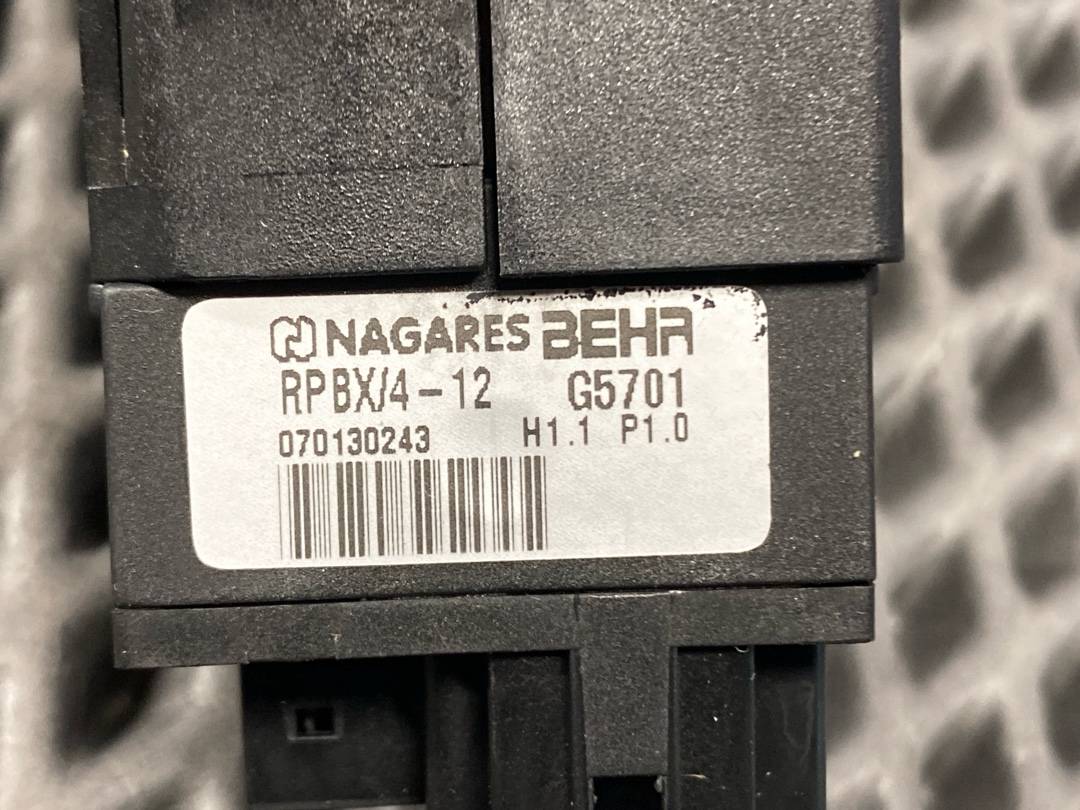 NAGARES BEHR
RPBX/4-12 G5701
070130243 H1.1 P1.0